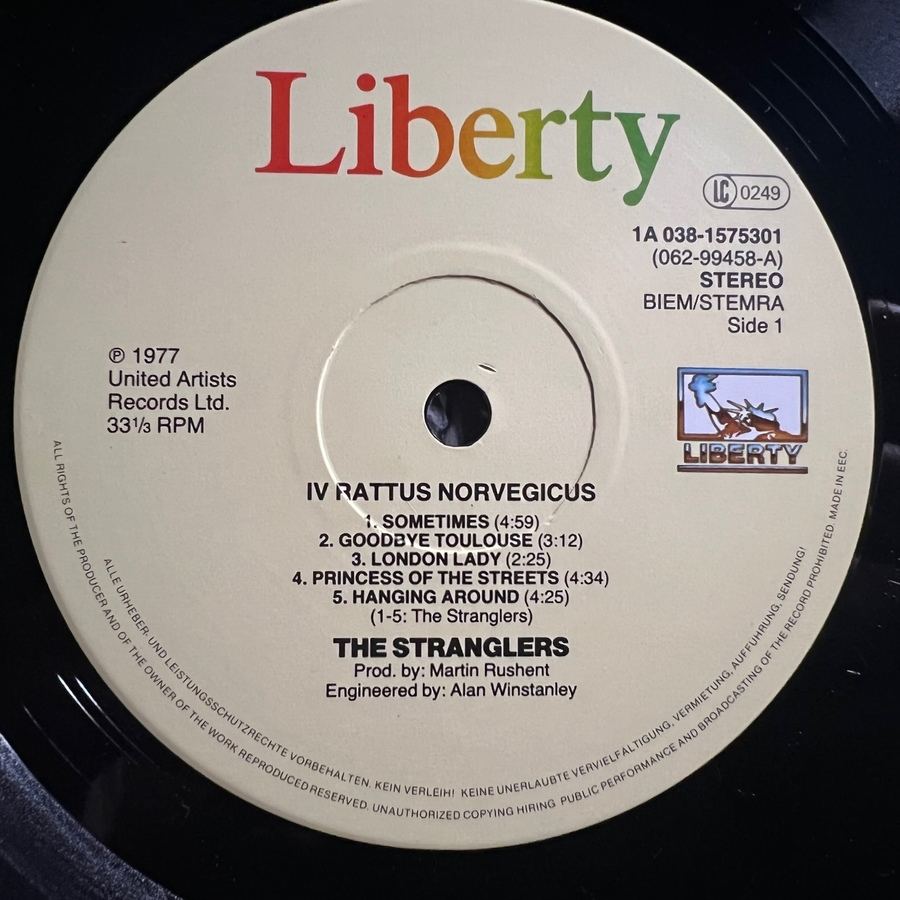 Liberty
LC 0249
1A 038-1575301
(062-99458-A)
STEREO
BIEM/STEMRA
Side 1
℗ 1977
United Artists
Records Ltd.
33⅓ RPM
LIBERTY
IV RATTUS NORVEGICUS
1. SOMETIMES (4:59)
2. GOODBYE TOULOUSE (3:12)
3. LONDON LADY (2:25)
4. PRINCESS OF THE STREETS (4:34)
5. HANGING AROUND (4:25)
(1-5: The Stranglers)
THE STRANGLERS
Prod. by: Martin Rushent
Engineered by: Alan Winstanley
ALLE URHEBER- UND LEISTUNGSSCHUTZRECHTE VORBEHALTEN. KEIN VERLEIH! KEINE UNERLAUBTE VERVIELFALTIGUNG, VERMIETUNG, AUFFUHRUNG, SENDUNG!
ALL RIGHTS OF THE PRODUCER AND OF THE OWNER OF THE WORK REPRODUCED RESERVED. UNAUTHORIZED COPYING HIRING PUBLIC PERFORMANCE AND BROADCASTING OF THE RECORD PROHIBITED. MADE IN EEC.